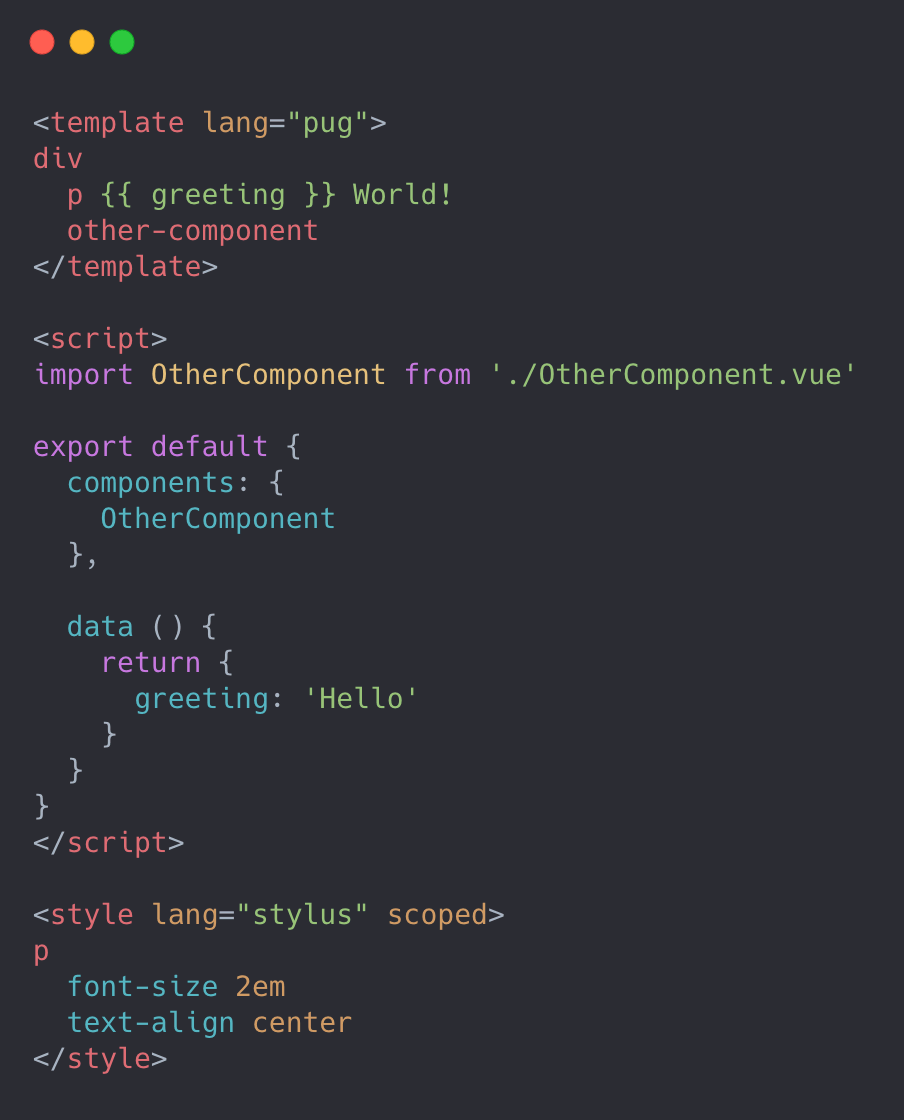 <template lang="pug">
div
  p {{ greeting }} World!
  other-component
</template>

<script>
import OtherComponent from './OtherComponent.vue'

export default {
  components: {
    OtherComponent
  },

  data () {
    return {
      greeting: 'Hello'
    }
  }
}
</script>

<style lang="stylus" scoped>
p
  font-size 2em
  text-align center
</style>